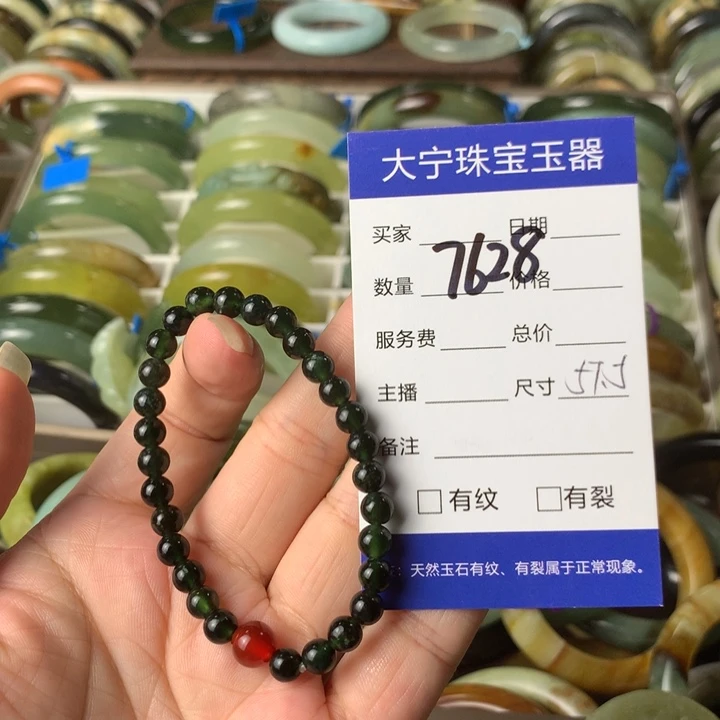 大宁珠宝玉器
买家 日期
7628
数量 价格
服务费 总价
主播 尺寸 57.5
备注
□ 有纹 □ 有裂
：天然玉石有纹、有裂属于正常现象。